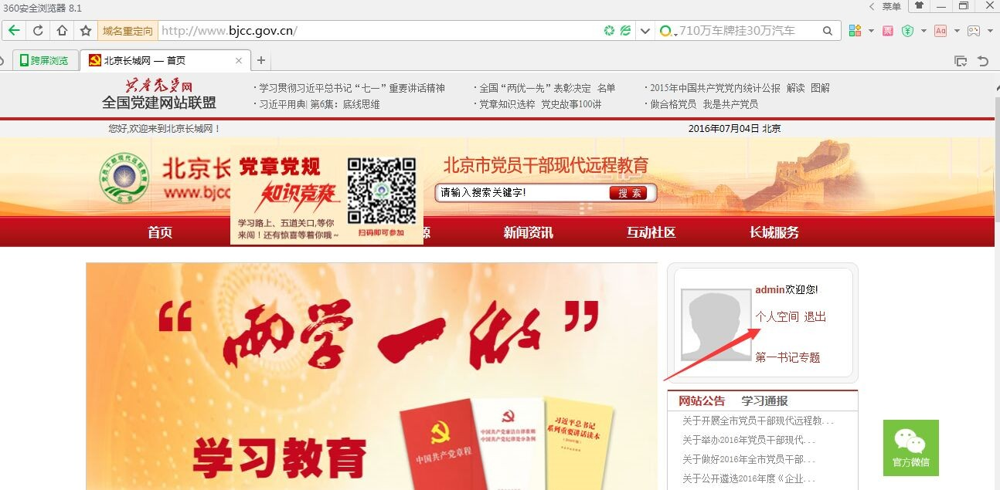 360安全浏览器 8.1
菜单
域名重定向 http://www.bjcc.gov.cn/
710万车牌挂30万汽车
跨屏浏览
北京长城网 — 首页
共产党员网
全国党建网站联盟
·学习贯彻习近平总书记“七一”重要讲话精神
·全国“两优一先”表彰决定 名单
·2015年中国共产党党内统计公报 解读 图解
·习近平用典| 第6集：底线思维
·党章知识选粹 党史故事100讲
·做合格党员 我是共产党员
您好,欢迎来到北京长城网！
2016年07月04日 北京
党员干部现代远程教育
北京
北京长
www.bjcc
党章党规
知识竞赛
学习路上、五道关口,等你
来闯！还有惊喜等着你哦~
扫码即可参加
北京市党员干部现代远程教育
请输入搜索关键字!
搜 索
首页
源
新闻资讯
互动社区
长城服务
“两学一做”
学习教育
中国共产党章程
中国共产党廉洁自律准则
中国共产党纪律处分条例
习近平总书记
系列重要讲话读本
admin欢迎您!
个人空间 退出
第一书记专题
网站公告 学习通报
关于开展全市党员干部现代远程教...
关于举办2016年党员干部现代...
关于做好2016年全市党员干部...
关于公开遴选2016年度《企业...
官方微信